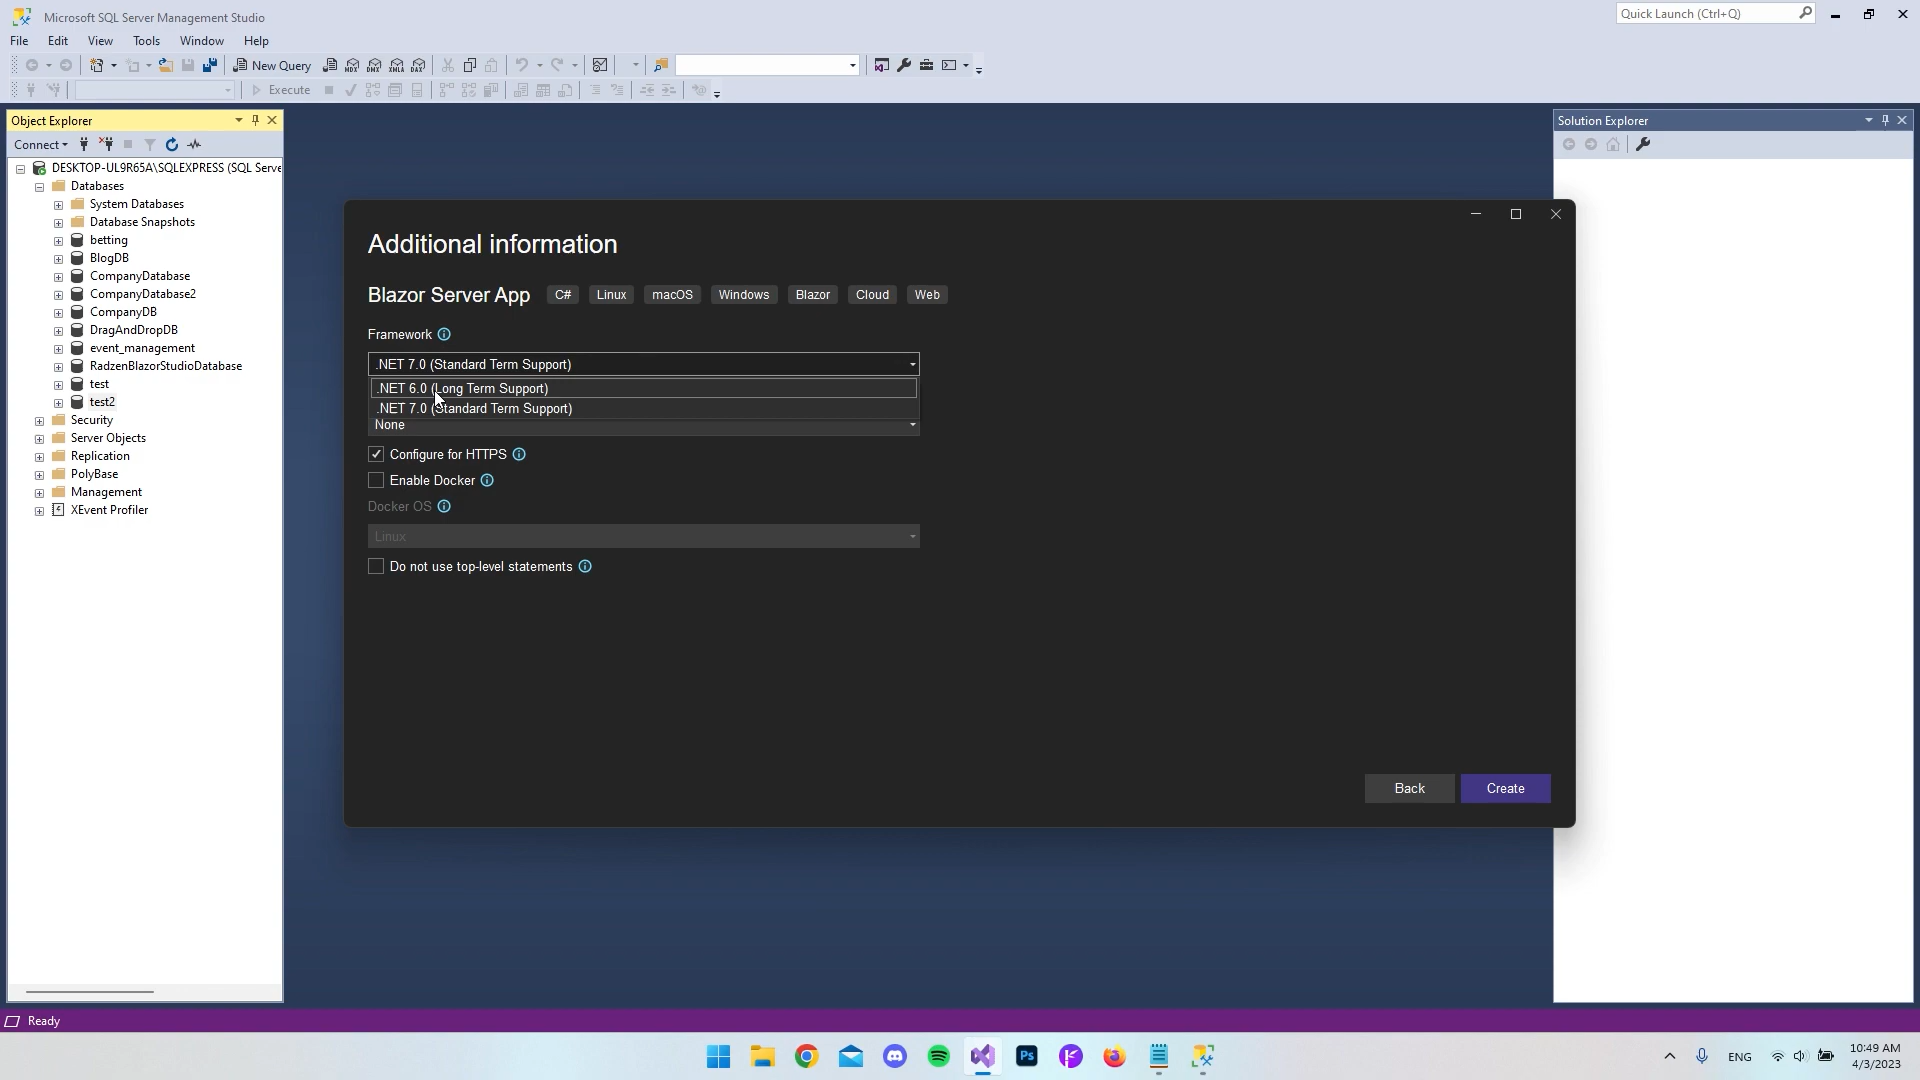 Microsoft SQL Server Management Studio
Quick Launch (Ctrl+Q)
File Edit View Tools Window Help
New Query
MDX DMX XMLA DAX
Execute
Object Explorer
Connect
DESKTOP-UL9R65A\SQLEXPRESS (SQL Serve
Databases
System Databases
Database Snapshots
betting
BlogDB
CompanyDatabase
CompanyDatabase2
CompanyDB
DragAndDropDB
event_management
RadzenBlazorStudioDatabase
test
test2
Security
Server Objects
Replication
PolyBase
Management
XEvent Profiler
Solution Explorer
Additional information
Blazor Server App C# Linux macOS Windows Blazor Cloud Web
Framework
.NET 7.0 (Standard Term Support)
.NET 6.0 (Long Term Support)
.NET 7.0 (Standard Term Support)
None
Configure for HTTPS
Enable Docker
Docker OS
Linux
Do not use top-level statements
Back Create
Ready
Ps
ENG
10:49 AM
4/3/2023